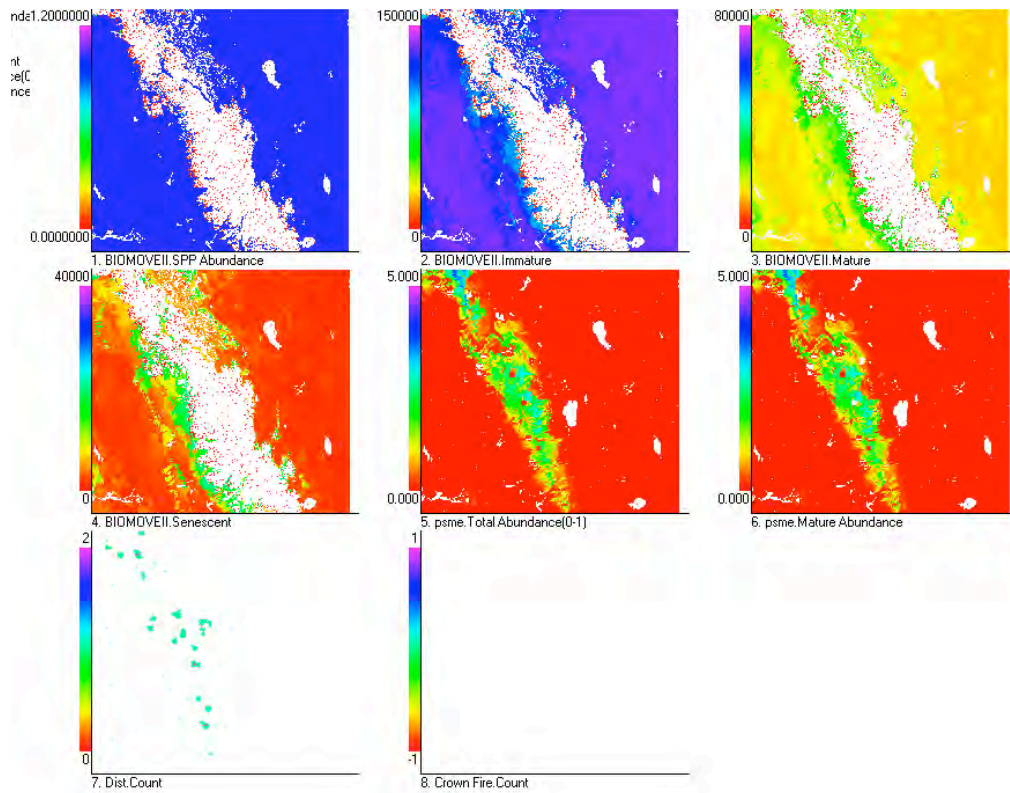 1.2000000
150000
80000
0.0000000
0
0
1. BIOMOVEII.SPP Abundance
2. BIOMOVEII.Immature
3. BIOMOVEII.Mature
40000
5.000
5.000
0
0.000
0.000
4. BIOMOVEII.Senescent
5. psme.Total Abundance(0-1)
6. psme.Mature Abundance
2
1
0
-1
7. Dist.Count
8. Crown Fire.Count